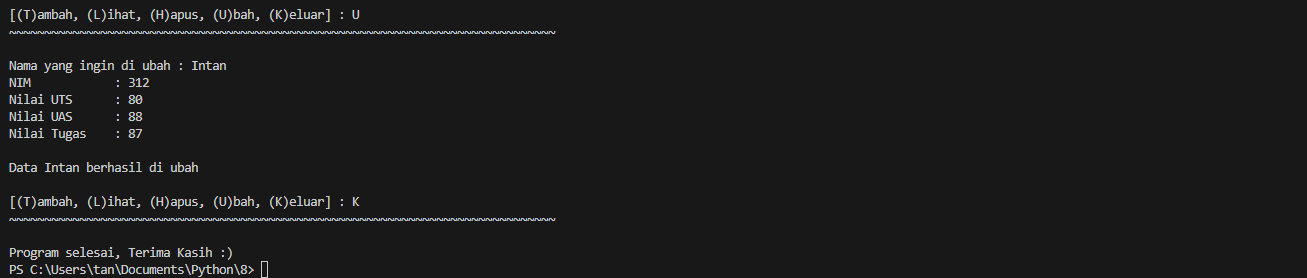 [(T)ambah, (L)ihat, (H)apus, (U)bah, (K)eluar] : U
~~~~~~~~~~~~~~~~~~~~~~~~~~~~~~~~~~~~~~~~~~~~~~~~~~~~~~~~~~~~~~~~~~~~~~~~~~~~~~
Nama yang ingin di ubah : Intan
NIM            : 312
Nilai UTS      : 80
Nilai UAS      : 88
Nilai Tugas    : 87
Data Intan berhasil di ubah
[(T)ambah, (L)ihat, (H)apus, (U)bah, (K)eluar] : K
~~~~~~~~~~~~~~~~~~~~~~~~~~~~~~~~~~~~~~~~~~~~~~~~~~~~~~~~~~~~~~~~~~~~~~~~~~~~~~
Program selesai, Terima Kasih :)
PS C:\Users\tan\Documents\Python\8>